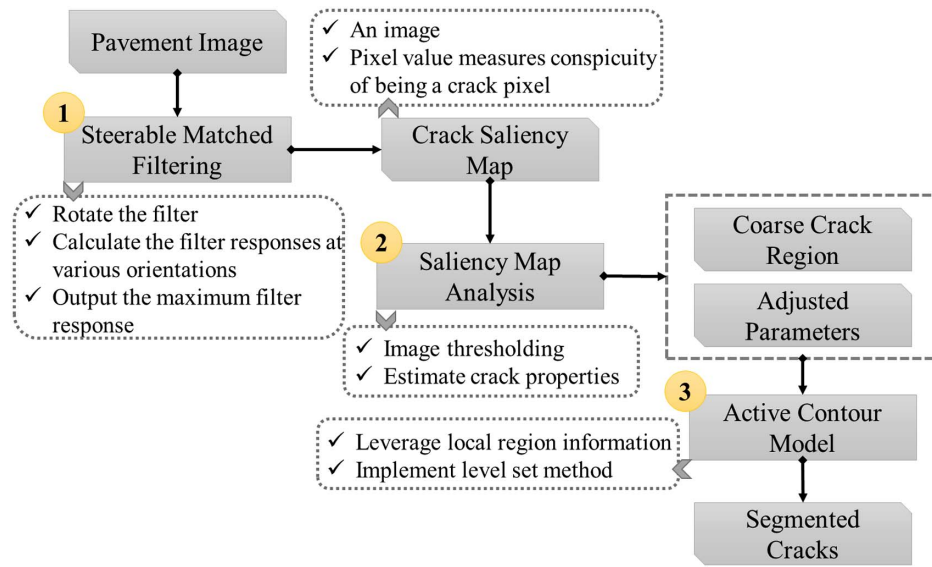 Pavement Image
✓ An image
✓ Pixel value measures conspicuity
of being a crack pixel
1
Steerable Matched
Filtering
Crack Saliency
Map
✓ Rotate the filter
✓ Calculate the filter responses at
various orientations
✓ Output the maximum filter
response
2
Saliency Map
Analysis
Coarse Crack
Region
Adjusted
Parameters
✓ Image thresholding
✓ Estimate crack properties
3
Active Contour
Model
✓ Leverage local region information
✓ Implement level set method
Segmented
Cracks